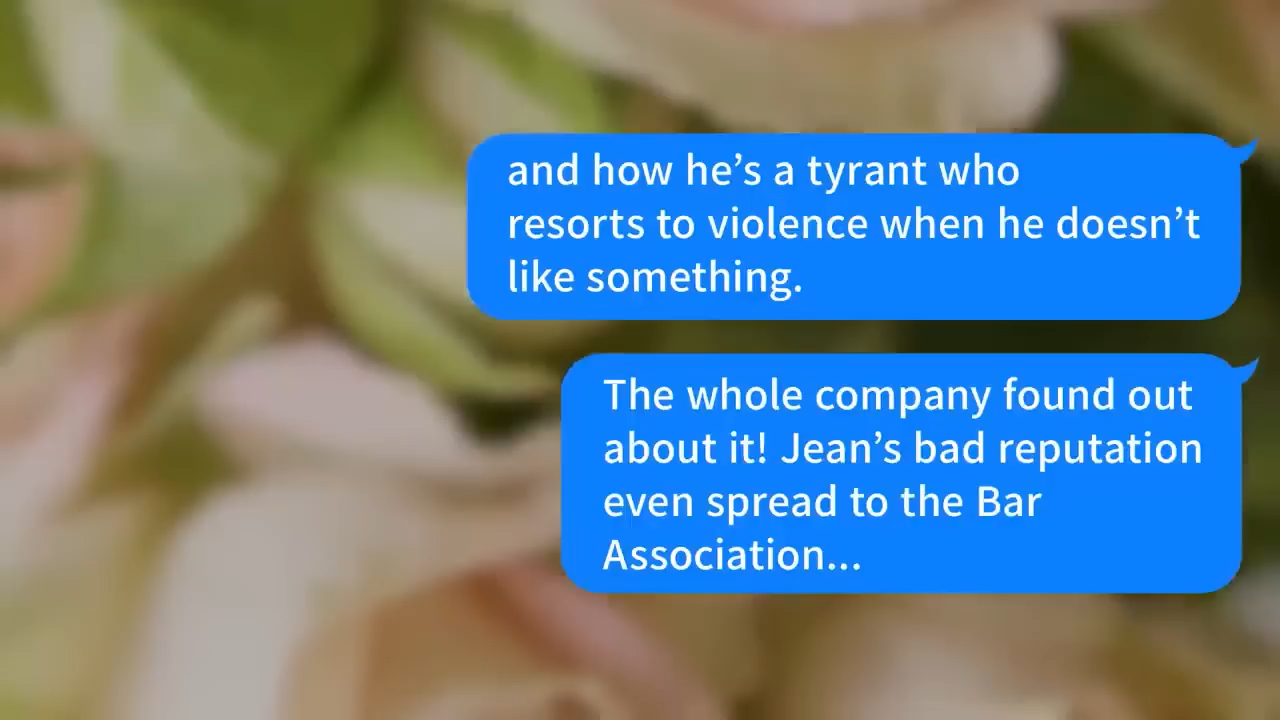 and how he’s a tyrant who
resorts to violence when he doesn’t
like something.
The whole company found out
about it! Jean’s bad reputation
even spread to the Bar
Association...